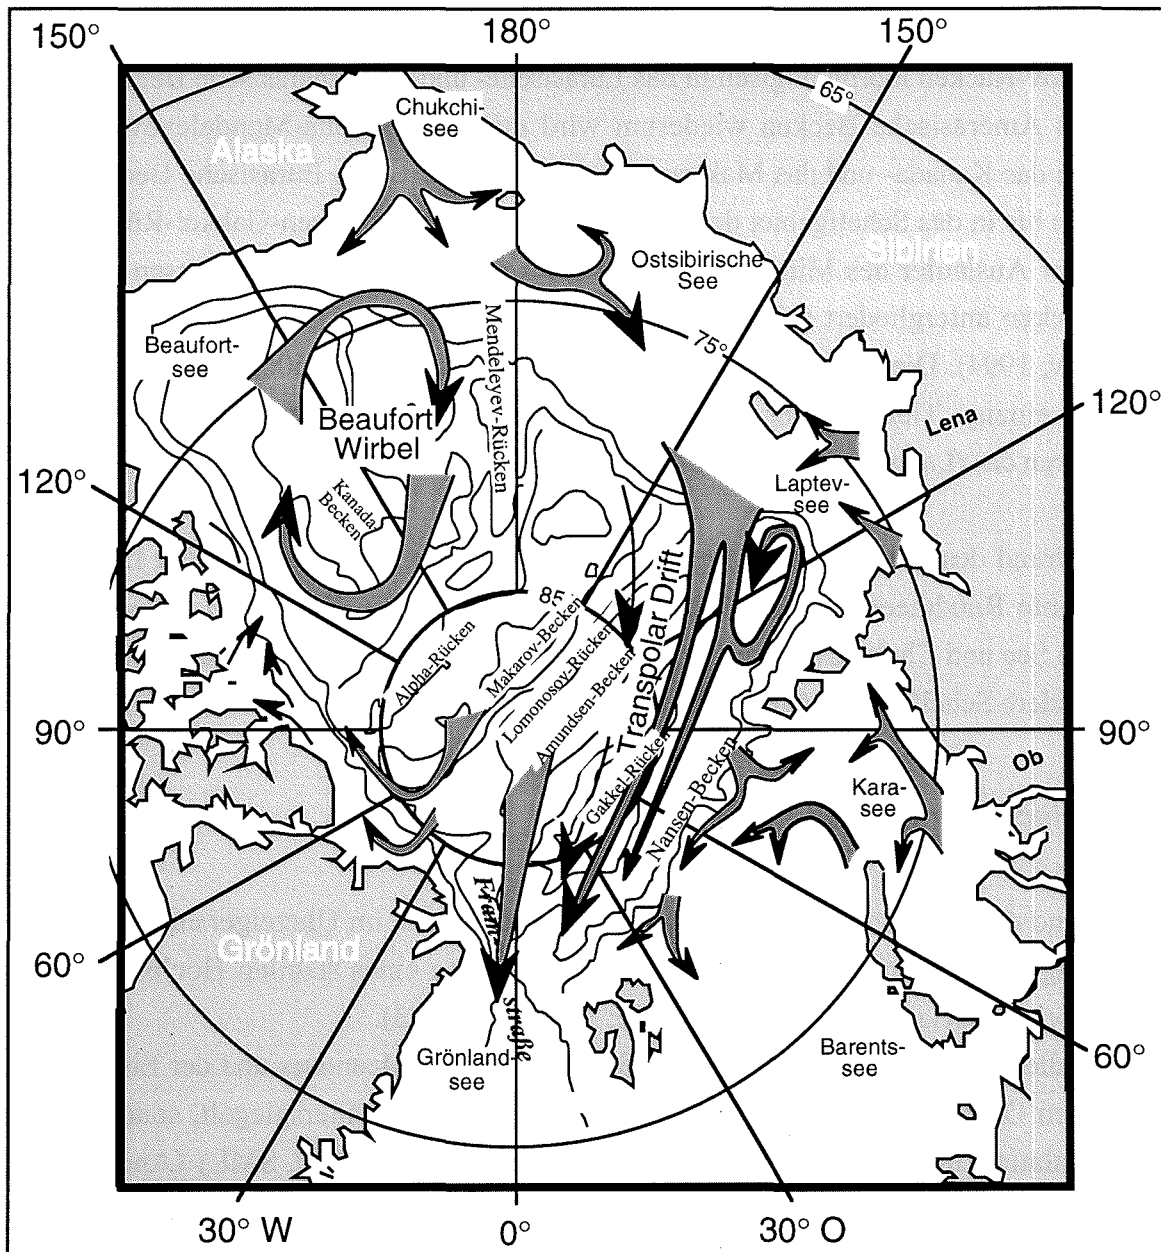 150°
180°
150°
65°
Chukchi-
see
Alaska
Sibirien
Ostsibirische
See
75°
Beaufort-
see
Mendeleyev-Rücken
120°
Beaufort
Wirbel
Lena
120°
Kanada
Becken
Laptev-
see
85
Transpolar Drift
Alpha-Rücken
Makarov-Becken
Lomonosov-Rücken
Amundsen-Becken
90°
90°
Gakkel-Rücken
Nansen-Becken
Ob
Kara-
see
Fram-
straße
Grönland
60°
Grönland-
see
Barents-
see
60°
30° W
0°
30° O